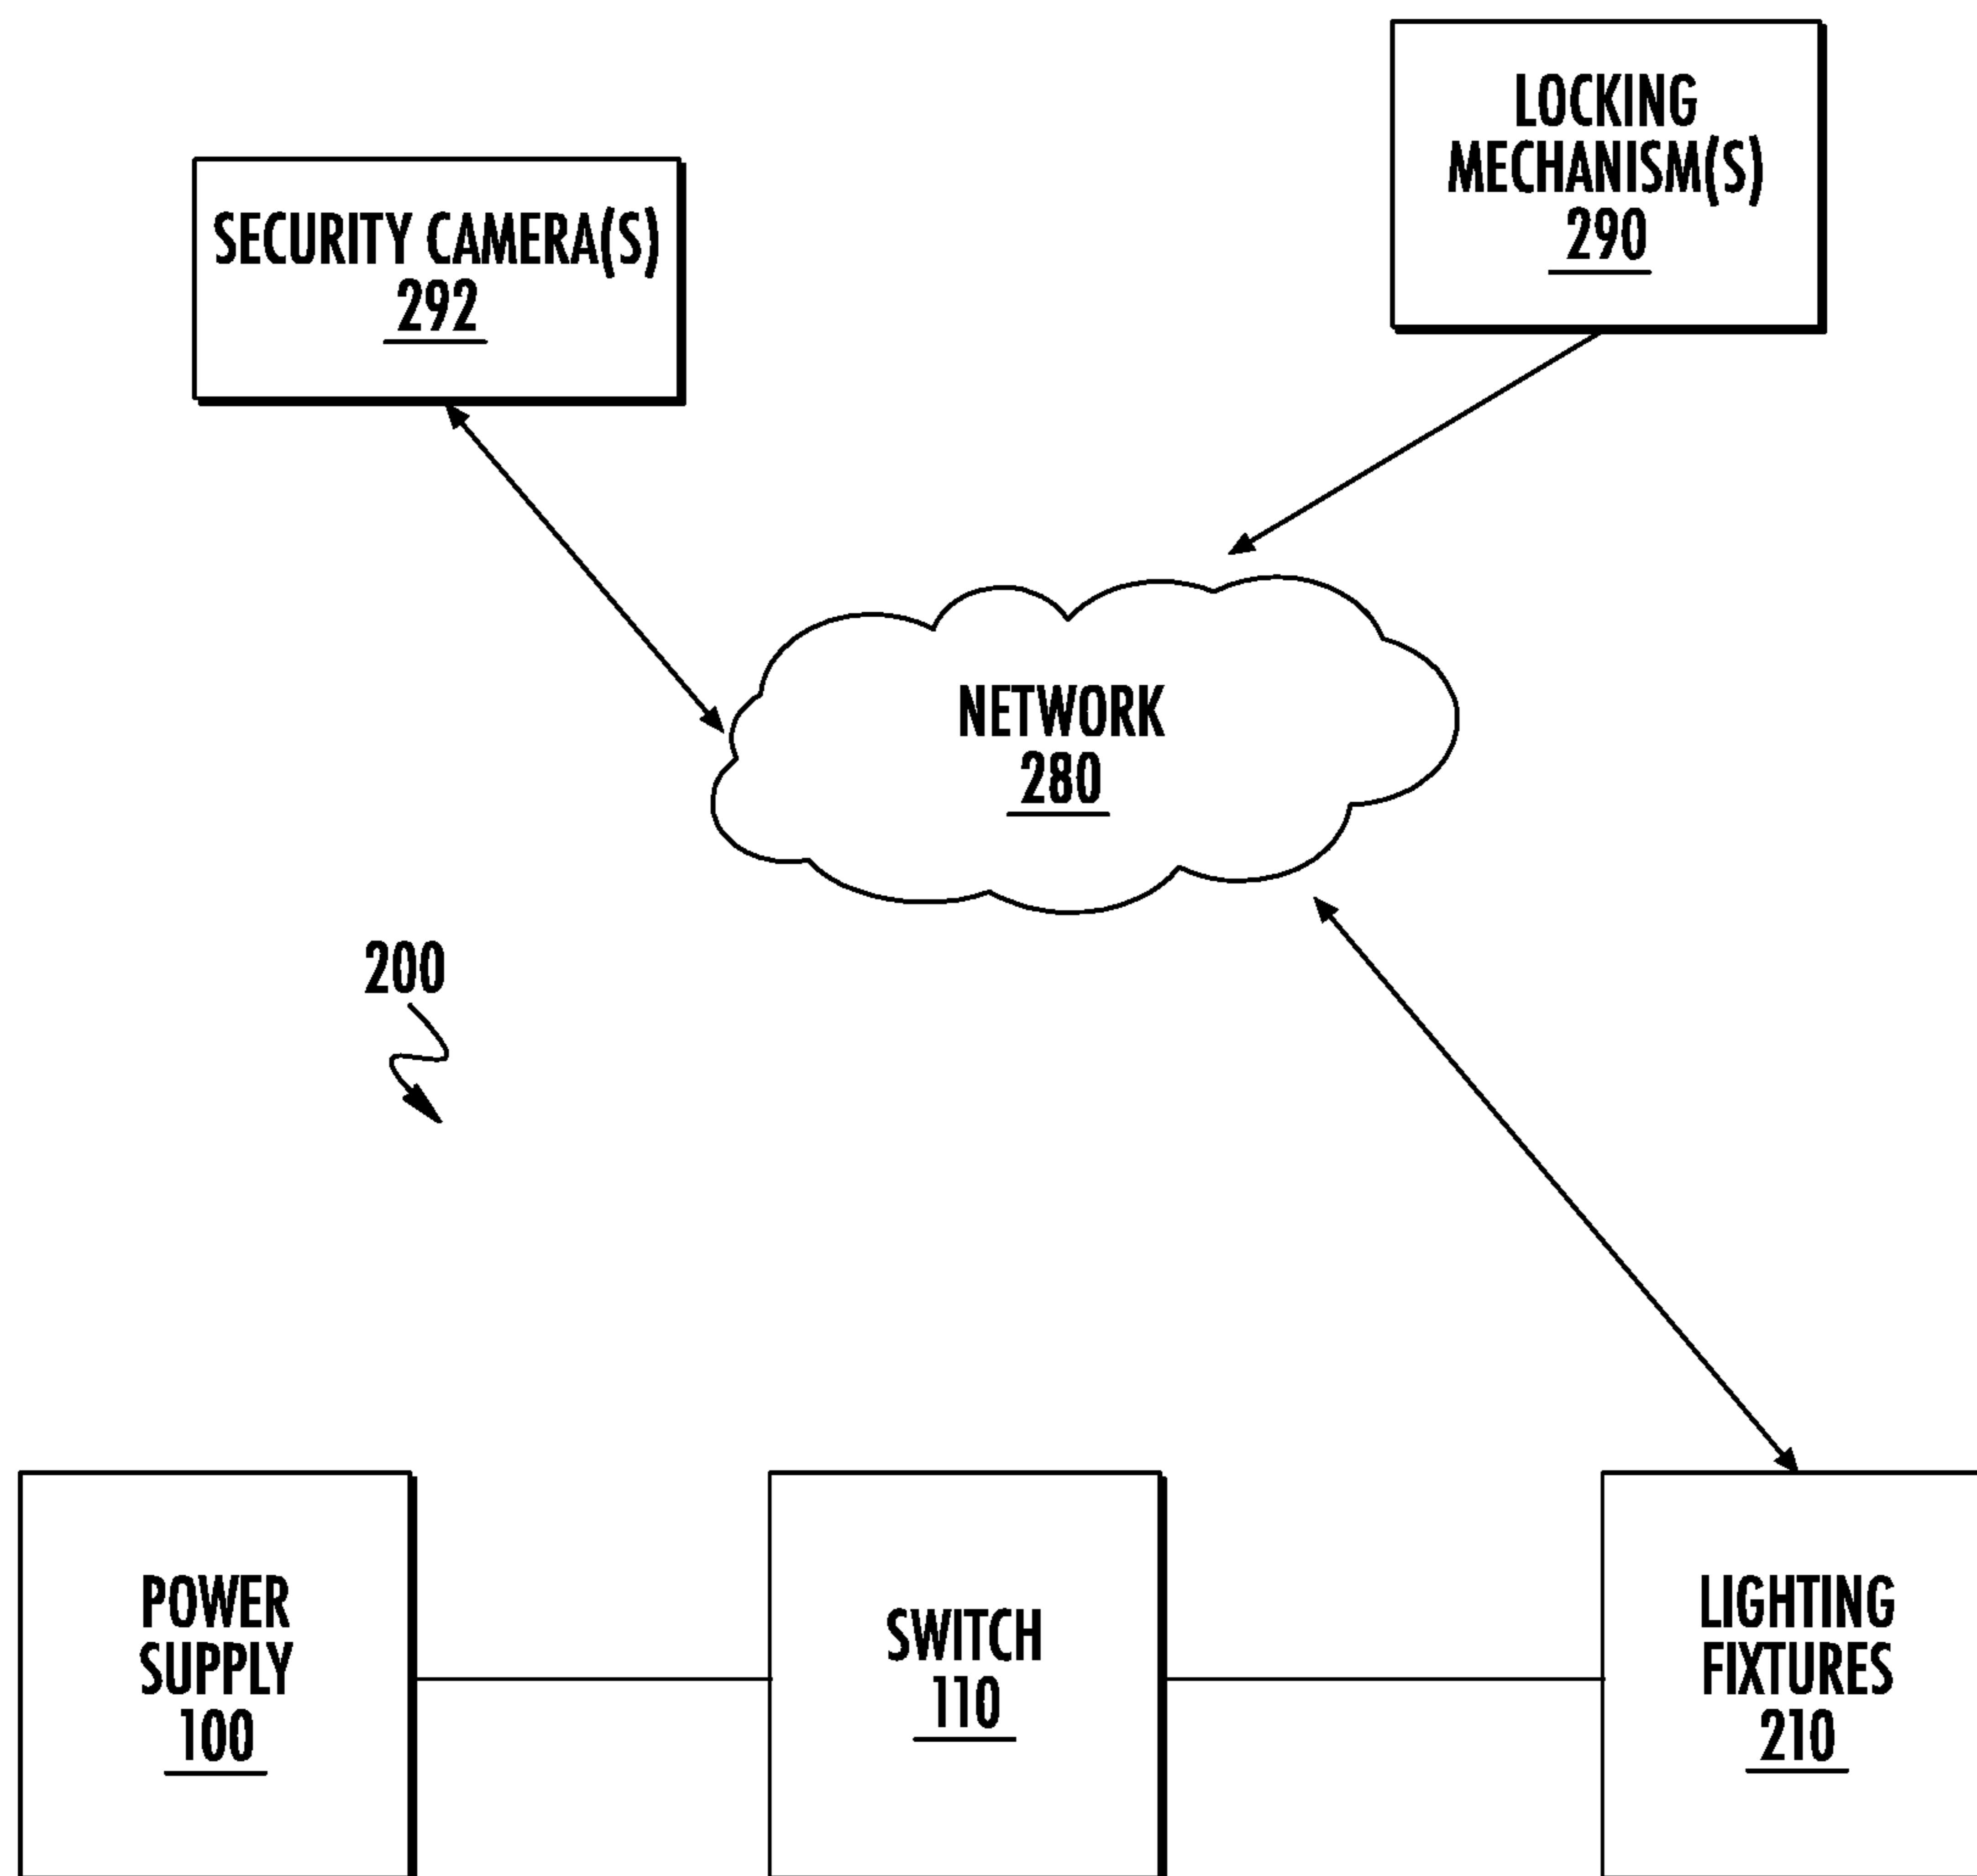 LOCKING
MECHANISM(S)
290
SECURITY CAMERA(S)
292
NETWORK
280
200
POWER
SUPPLY
100
SWITCH
110
LIGHTING
FIXTURES
210